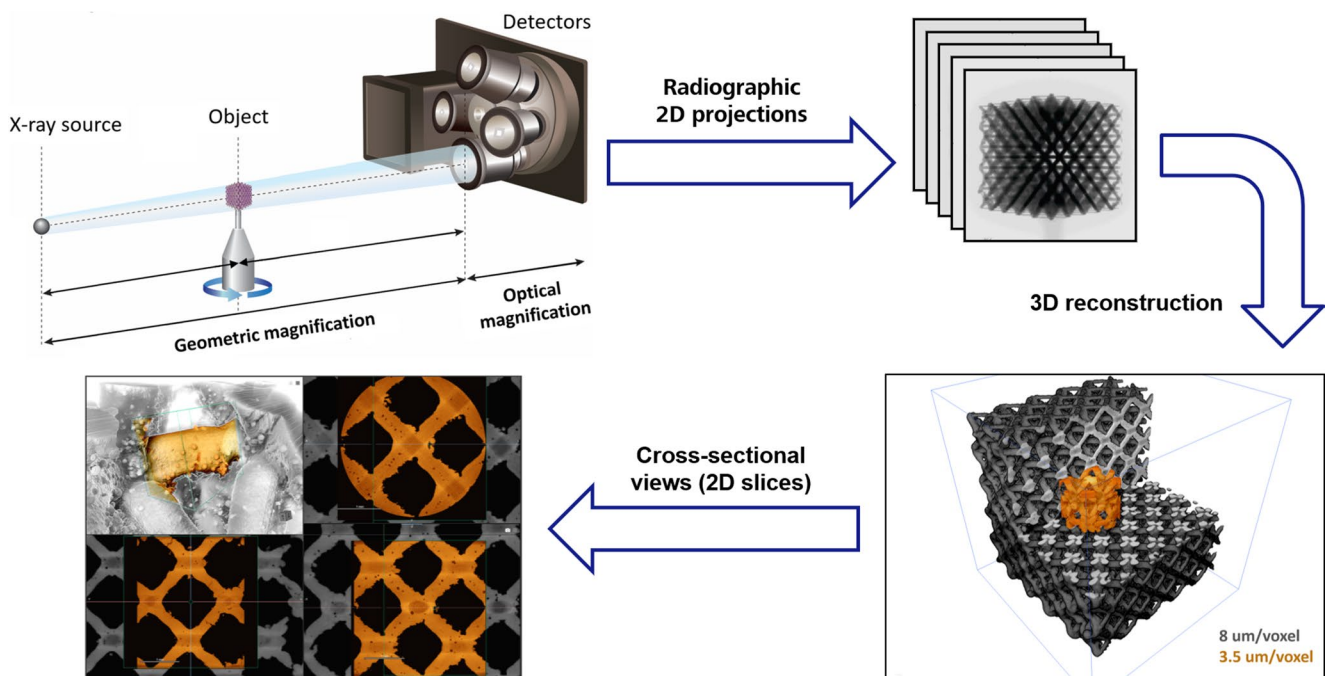 Detectors
X-ray source
Object
Geometric magnification
Optical
magnification
Radiographic
2D projections
3D reconstruction
8 um/voxel
3.5 um/voxel
Cross-sectional
views (2D slices)